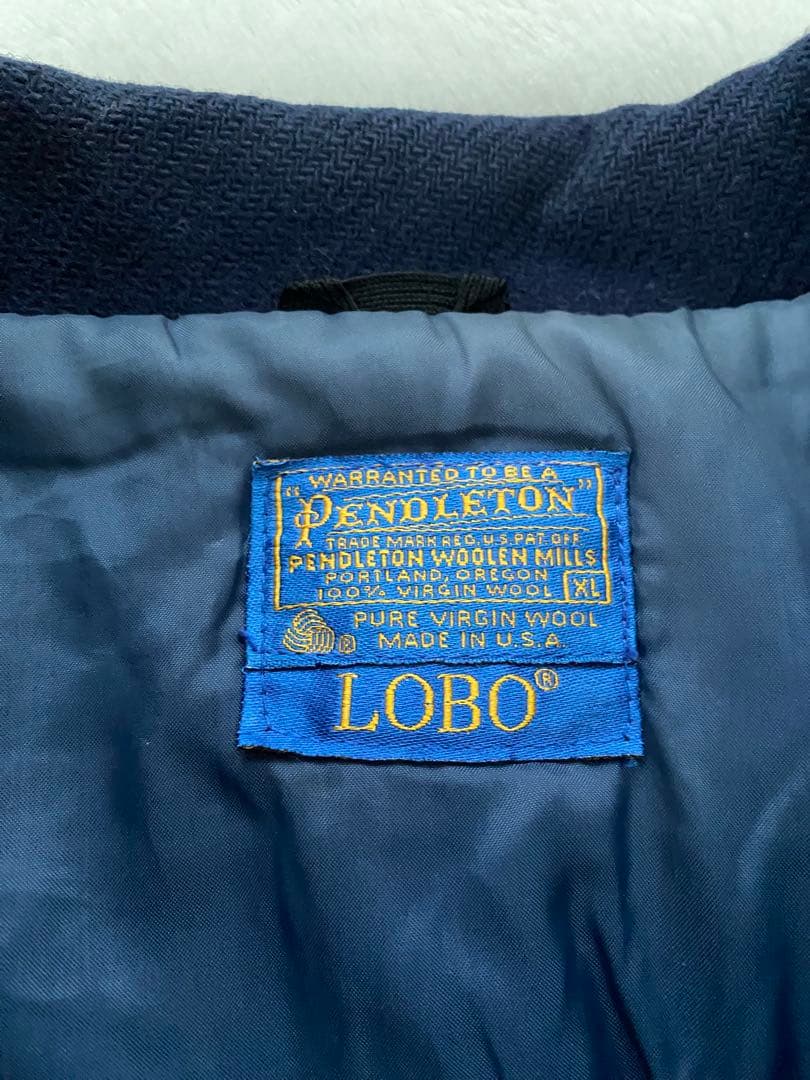 WARRANTED TO BE A
"PENDLETON"
TRADE MARK REG. U.S. PAT. OFF.
PENDLETON WOOLEN MILLS
PORTLAND, OREGON
100% VIRGIN WOOL XL
PURE VIRGIN WOOL
® MADE IN U.S.A.
LOBO®